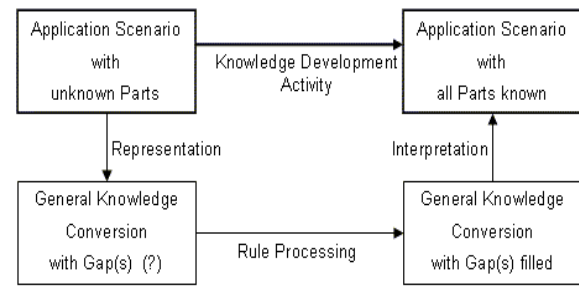 Application Scenario
with
unknown Parts
Knowledge Development
Activity
Application Scenario
with
all Parts known
Representation
Interpretation
General Knowledge
Conversion
with Gap(s) (?)
Rule Processing
General Knowledge
Conversion
with Gap(s) filled